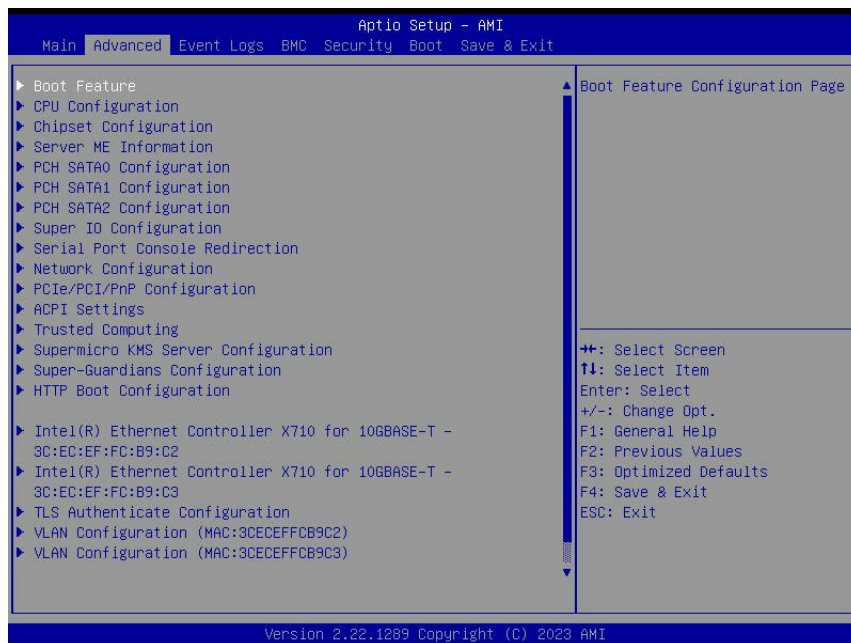 Aptio Setup – AMI
Main Advanced Event Logs BMC Security Boot Save & Exit
Boot Feature
CPU Configuration
Chipset Configuration
Server ME Information
PCH SATA0 Configuration
PCH SATA1 Configuration
PCH SATA2 Configuration
Super IO Configuration
Serial Port Console Redirection
Network Configuration
PCIe/PCI/PnP Configuration
ACPI Settings
Trusted Computing
Supermicro KMS Server Configuration
Super-Guardians Configuration
HTTP Boot Configuration
Intel(R) Ethernet Controller X710 for 10GBASE-T –
3C:EC:EF:FC:B9:C2
Intel(R) Ethernet Controller X710 for 10GBASE-T –
3C:EC:EF:FC:B9:C3
TLS Authenticate Configuration
VLAN Configuration (MAC:3CECEFFCB9C2)
VLAN Configuration (MAC:3CECEFFCB9C3)
Boot Feature Configuration Page
→←: Select Screen
↑↓: Select Item
Enter: Select
+/-: Change Opt.
F1: General Help
F2: Previous Values
F3: Optimized Defaults
F4: Save & Exit
ESC: Exit
Version 2.22.1289 Copyright (C) 2023 AMI